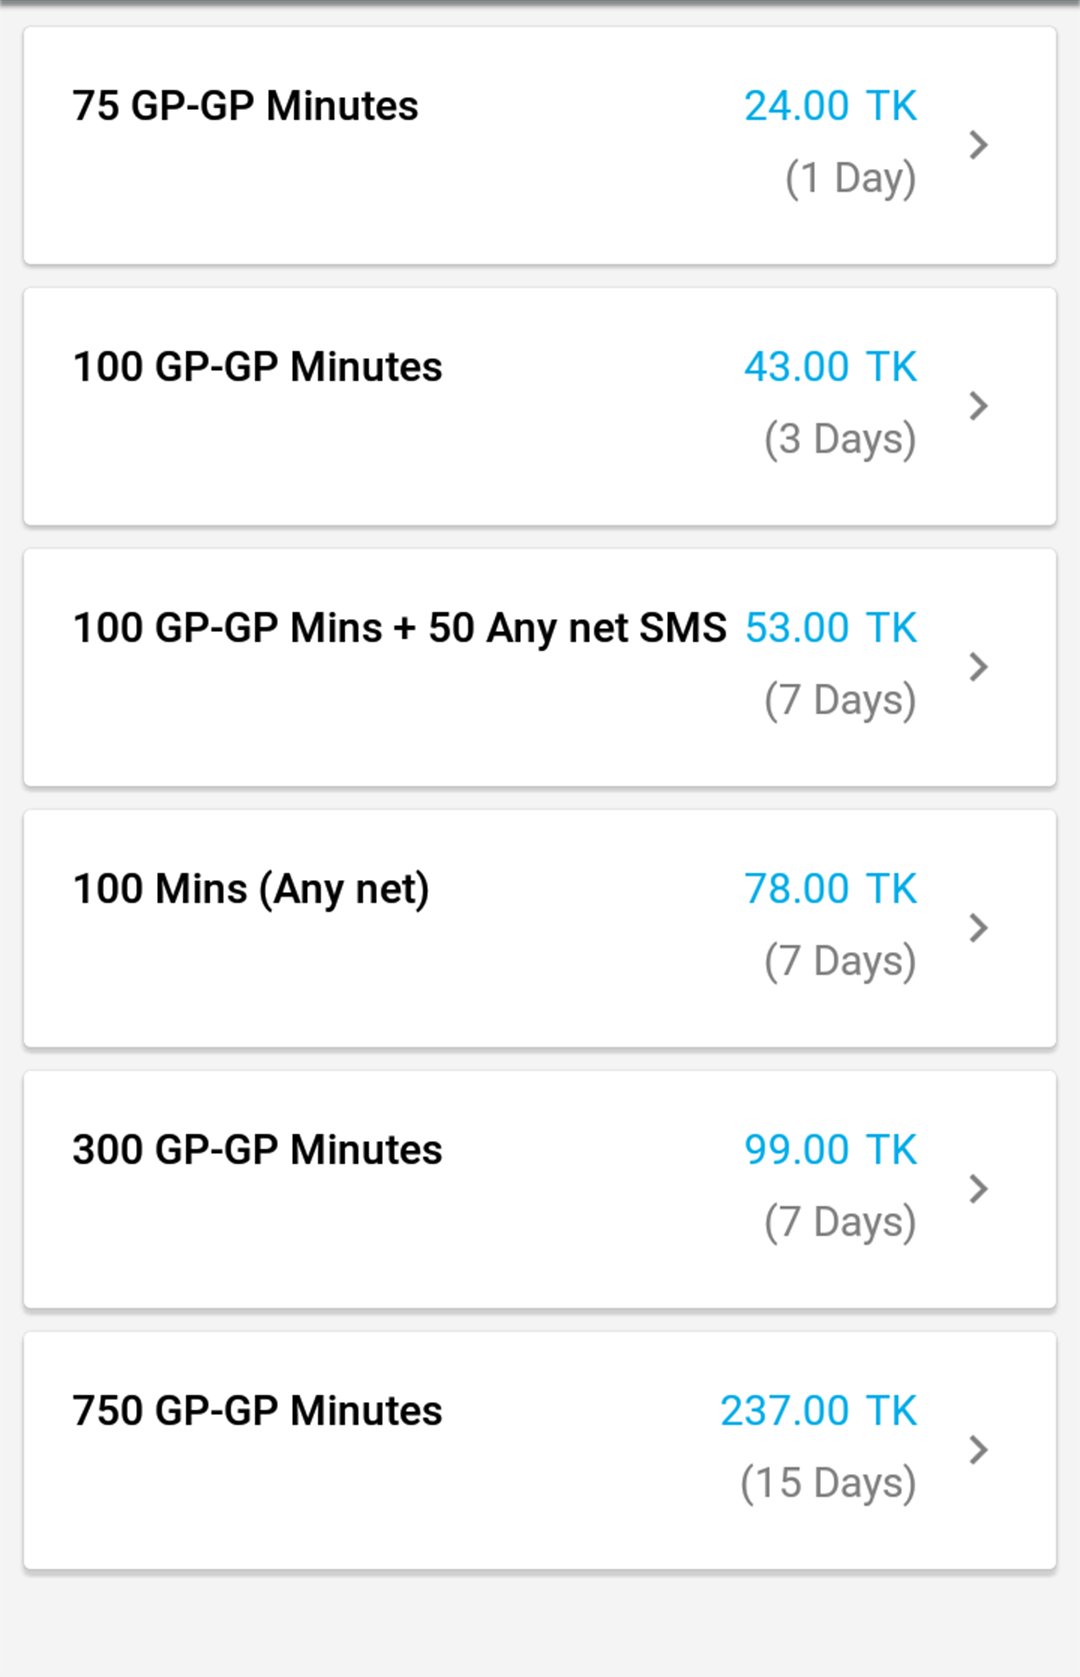 75 GP-GP Minutes 24.00 TK
(1 Day)
100 GP-GP Minutes 43.00 TK
(3 Days)
100 GP-GP Mins + 50 Any net SMS 53.00 TK
(7 Days)
100 Mins (Any net) 78.00 TK
(7 Days)
300 GP-GP Minutes 99.00 TK
(7 Days)
750 GP-GP Minutes 237.00 TK
(15 Days)